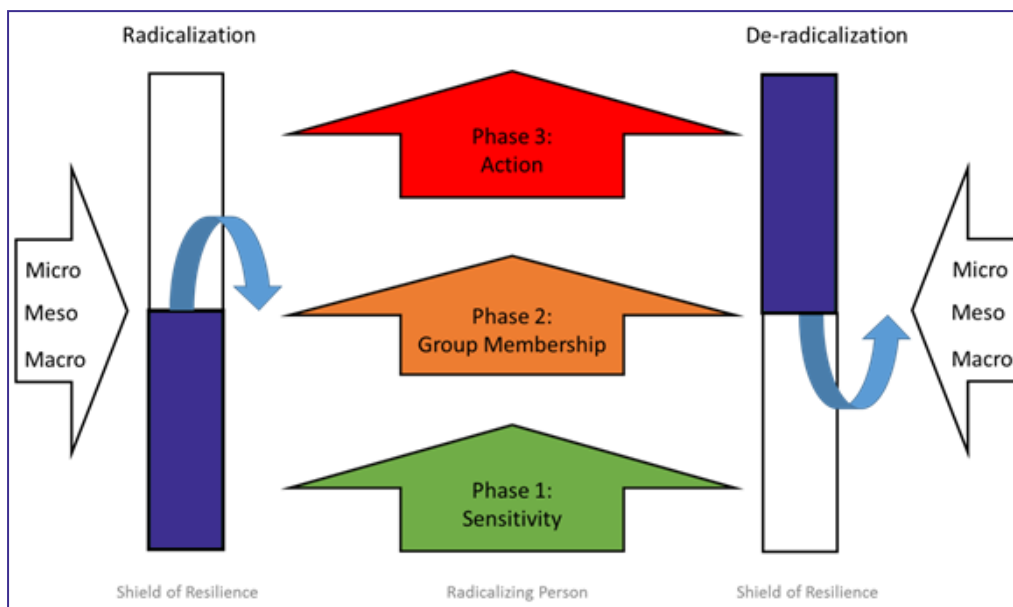 Radicalization
De-radicalization
Phase 3:
Action
Micro
Meso
Macro
Phase 2:
Group Membership
Micro
Meso
Macro
Phase 1:
Sensitivity
Shield of Resilience
Radicalizing Person
Shield of Resilience